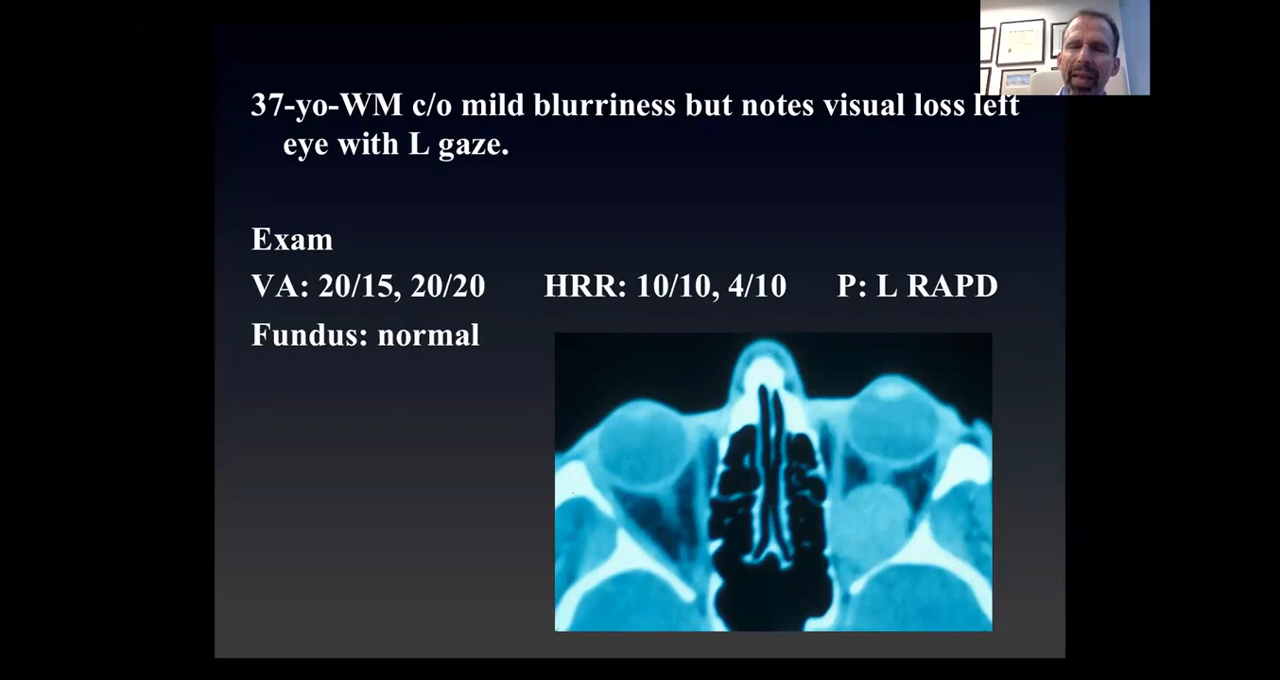 37-yo-WM c/o mild blurriness but notes visual loss left
eye with L gaze.
Exam
VA: 20/15, 20/20 HRR: 10/10, 4/10 P: L RAPD
Fundus: normal